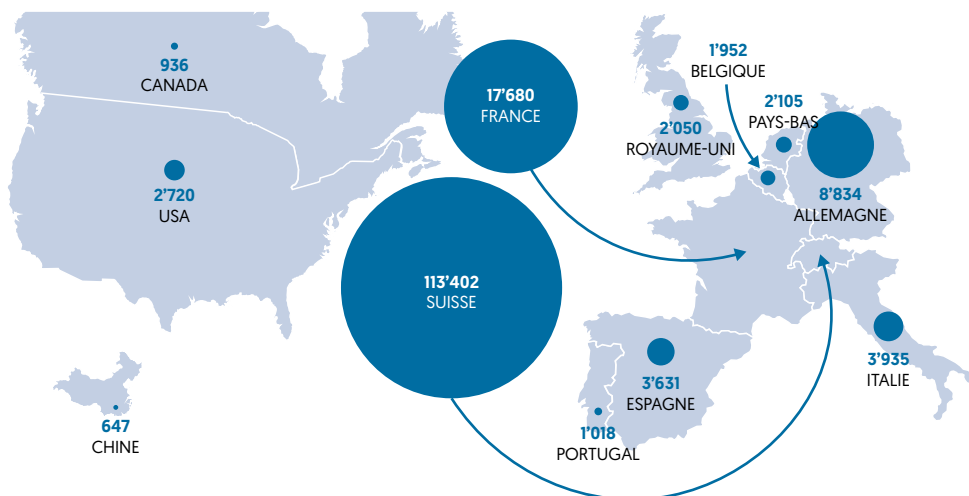 936
CANADA
2’720
USA
647
CHINE
17’680
FRANCE
113’402
SUISSE
1’952
BELGIQUE
2’105
PAYS-BAS
2’050
ROYAUME-UNI
8’834
ALLEMAGNE
3’631
ESPAGNE
1’018
PORTUGAL
3’935
ITALIE